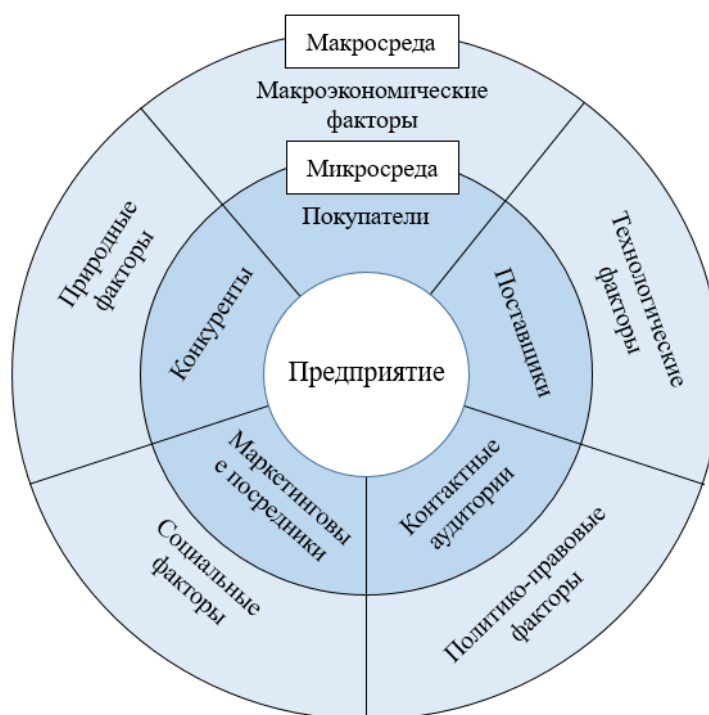 Макросреда
Макроэкономические
факторы
Микросреда
Покупатели
Природные
факторы
Технологические
факторы
Конкуренты
Поставщики
Предприятие
Маркетинговы
е посредники
Контактные
аудитории
Социальные
факторы
Политико-правовые
факторы